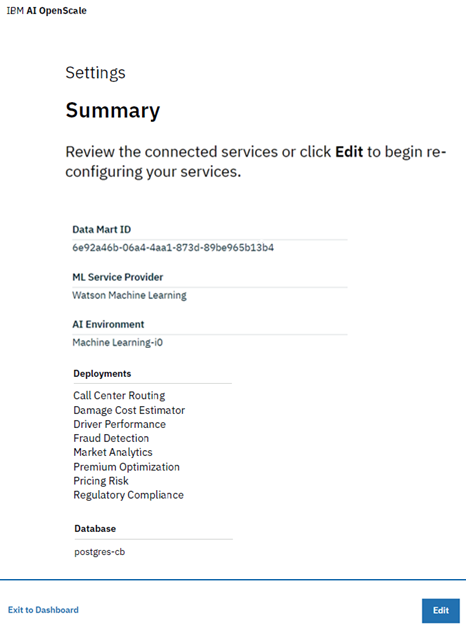 IBM AI OpenScale
Settings
Summary
Review the connected services or click Edit to begin re-
configuring your services.
Data Mart ID
6e92a46b-06a4-4aa1-873d-89be965b13b4
ML Service Provider
Watson Machine Learning
AI Environment
Machine Learning-i0
Deployments
Call Center Routing
Damage Cost Estimator
Driver Performance
Fraud Detection
Market Analytics
Premium Optimization
Pricing Risk
Regulatory Compliance
Database
postgres-cb
Exit to Dashboard
Edit